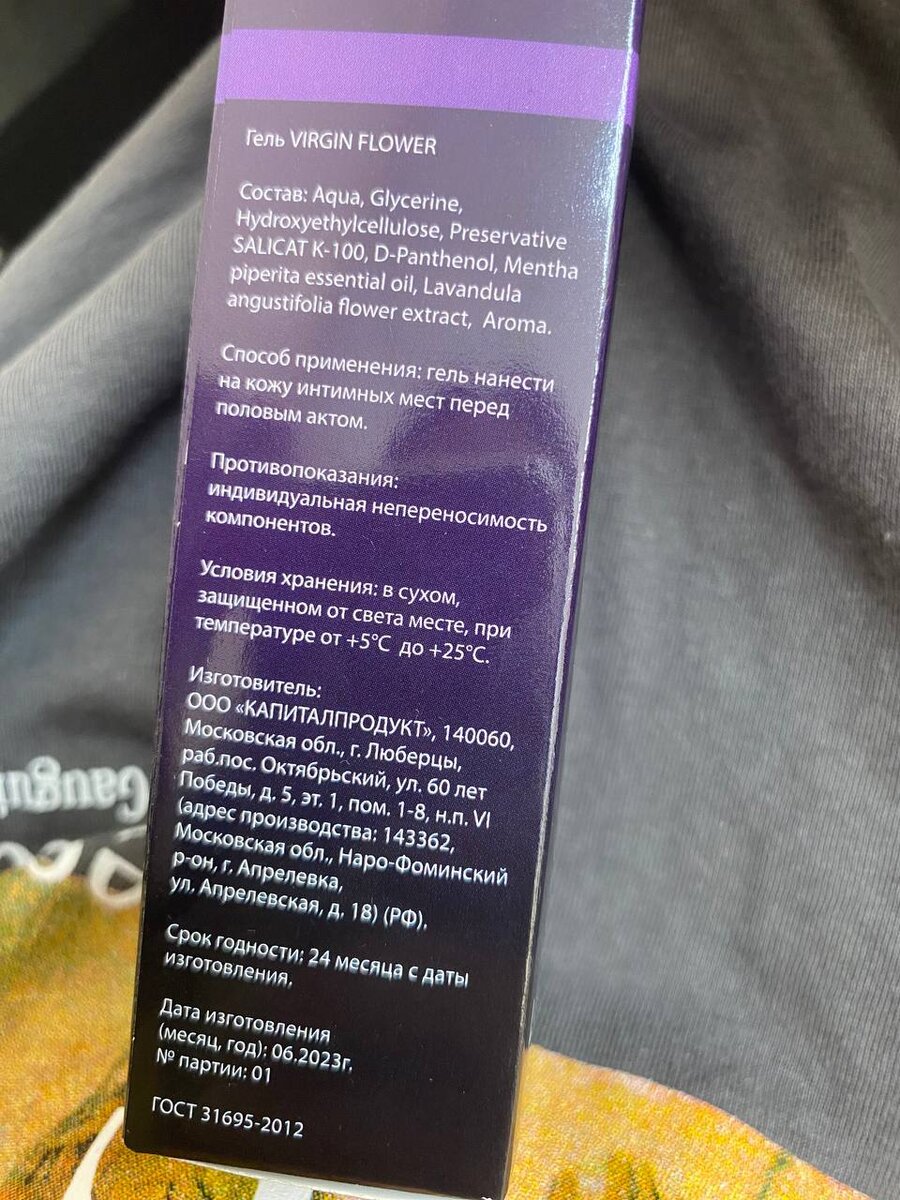 Гель VIRGIN FLOWER
Состав: Aqua, Glycerine,
Hydroxyethylcellulose, Preservative
SALICAT K-100, D-Panthenol, Mentha
piperita essential oil, Lavandula
angustifolia flower extract, Aroma.
Способ применения: гель нанести
на кожу интимных мест перед
половым актом.
Противопоказания:
индивидуальная непереносимость
компонентов.
Условия хранения: в сухом,
защищенном от света месте, при
температуре от +5°C до +25°C.
Изготовитель:
ООО «КАПИТАЛПРОДУКТ», 140060,
Московская обл., г. Люберцы,
раб.пос. Октябрьский, ул. 60 лет
Победы, д. 5, эт. 1, пом. 1-8, н.п. VI
(адрес производства: 143362,
Московская обл., Наро-Фоминский
р-он, г. Апрелевка,
ул. Апрелевская, д. 18) (РФ).
Срок годности: 24 месяца с даты
изготовления.
Дата изготовления
(месяц, год): 06.2023г.
№ партии: 01
ГОСТ 31695-2012